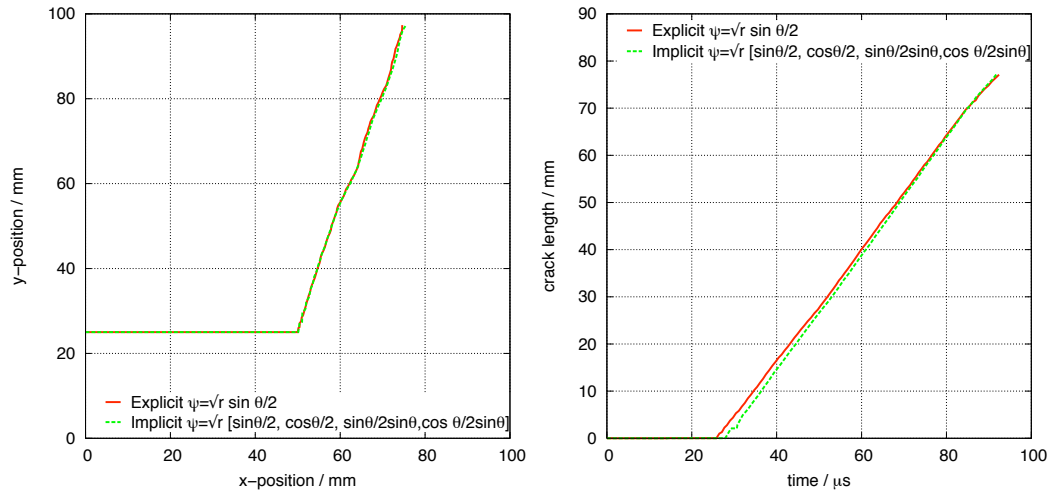 100
80
60
40
20
0
y−position / mm
Explicit ψ=√r sin θ/2
Implicit ψ=√r [sinθ/2, cosθ/2, sinθ/2sinθ,cos θ/2sinθ]
0 20 40 60 80 100
x−position / mm
90
80
70
60
50
40
30
20
10
0
crack length / mm
Explicit ψ=√r sin θ/2
Implicit ψ=√r [sinθ/2, cosθ/2, sinθ/2sinθ,cos θ/2sinθ]
0 20 40 60 80 100
time / μs